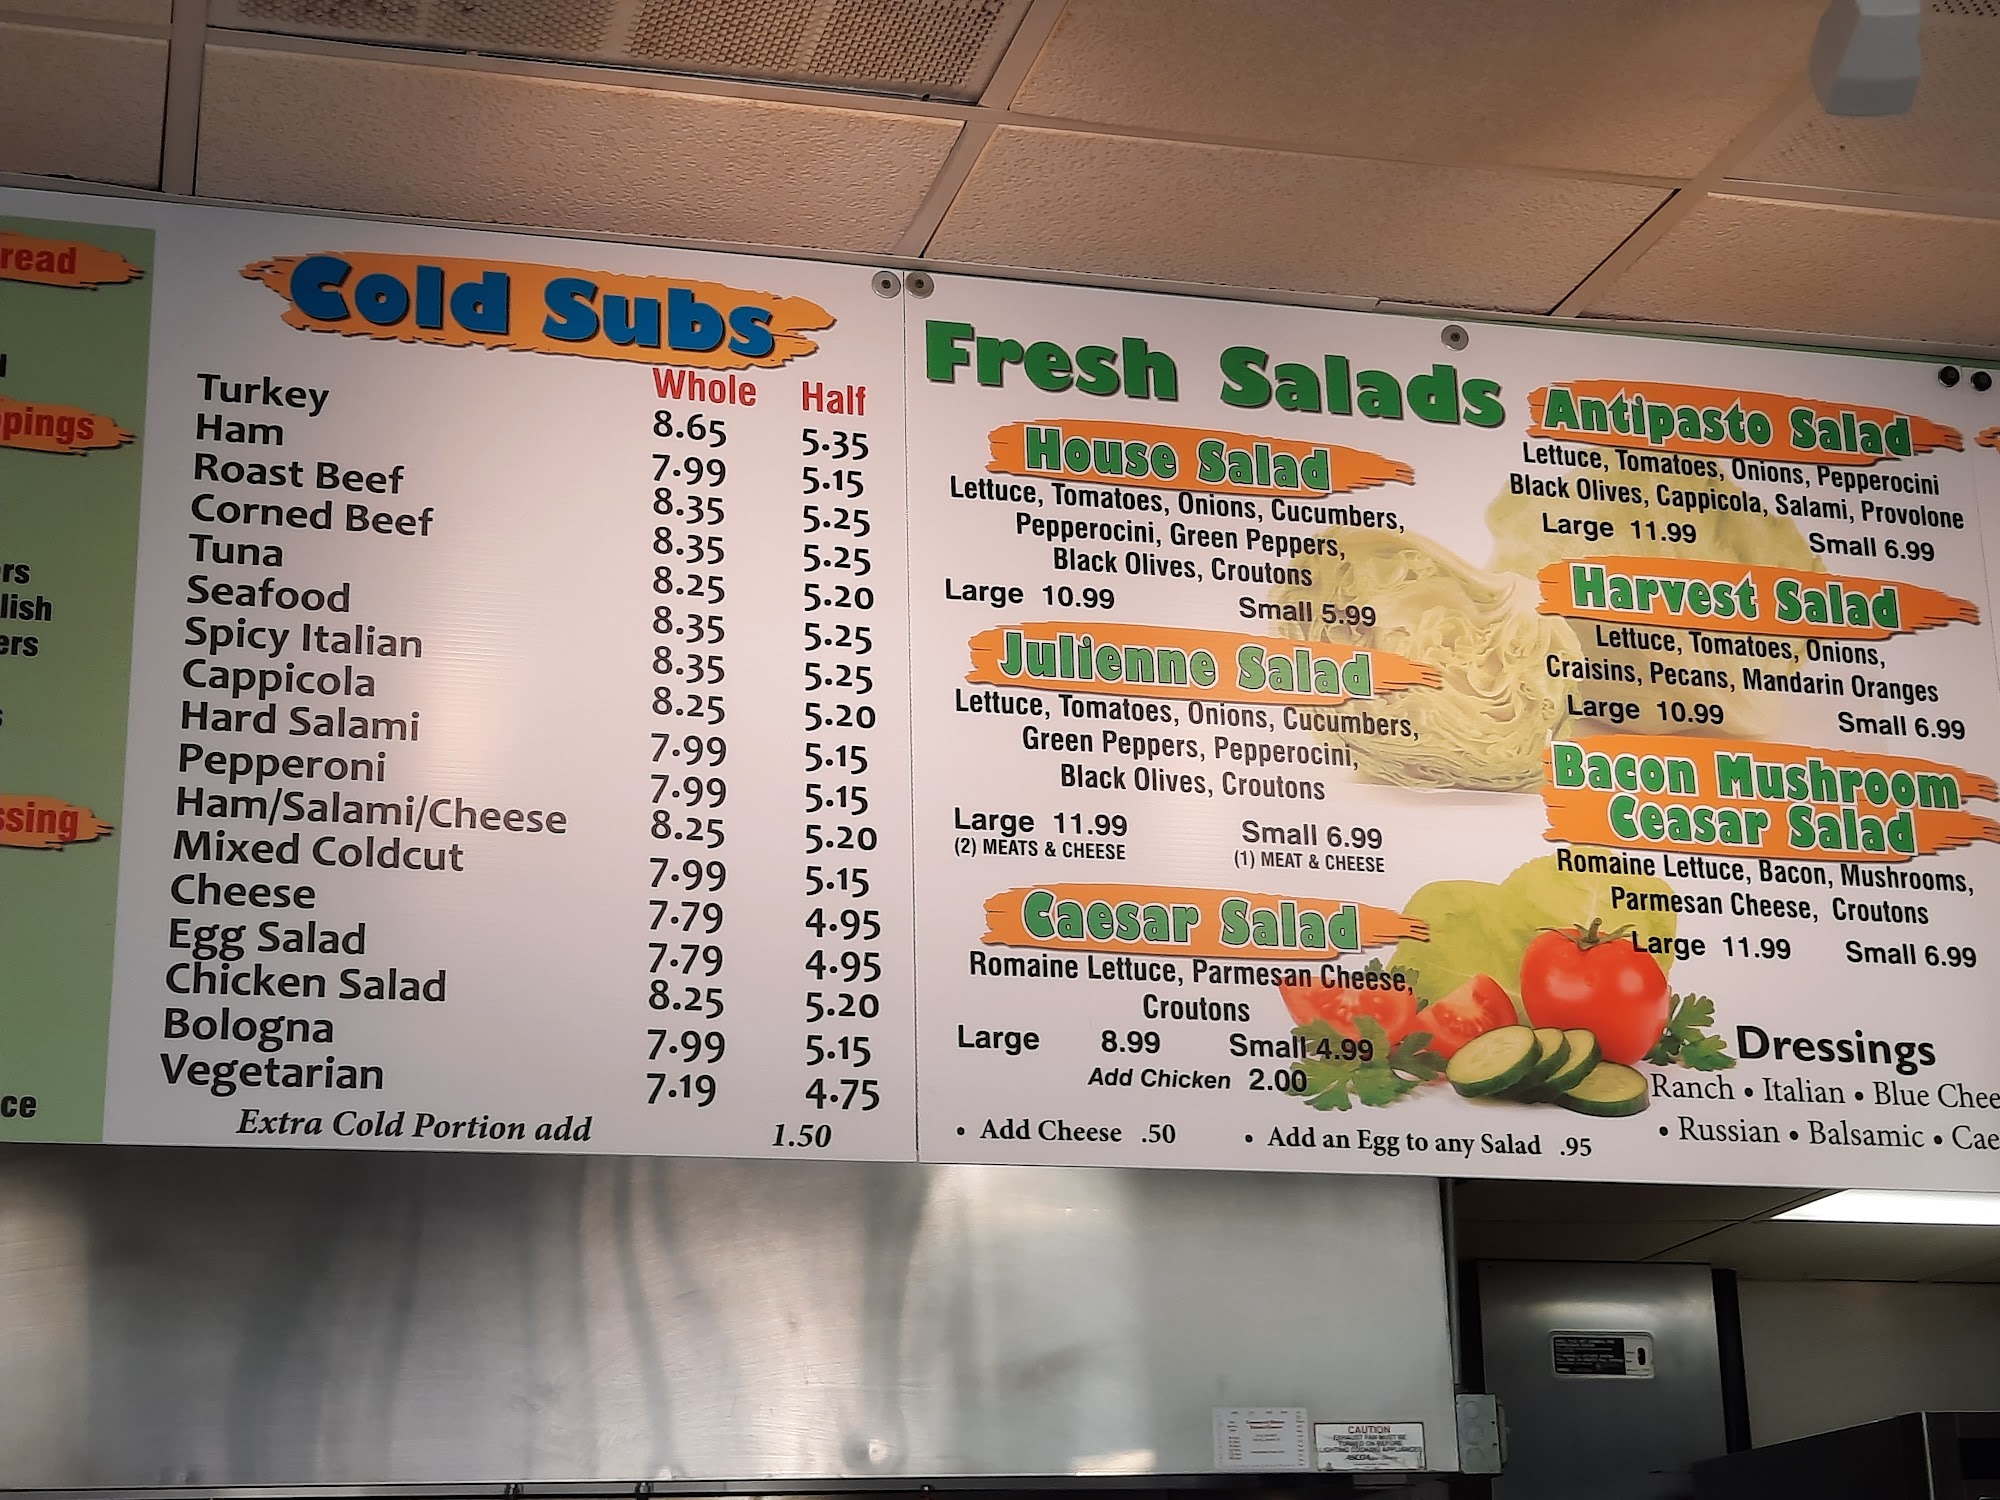 Cold Subs
Whole Half
Turkey 8.65 5.35
Ham 7.99 5.15
Roast Beef 8.35 5.25
Corned Beef 8.35 5.25
Tuna 8.25 5.20
Seafood 8.35 5.25
Spicy Italian 8.35 5.25
Cappicola 8.25 5.20
Hard Salami 7.99 5.15
Pepperoni 7.99 5.15
Ham/Salami/Cheese 8.25 5.20
Mixed Coldcut 7.99 5.15
Cheese 7.79 4.95
Egg Salad 7.79 4.95
Chicken Salad 8.25 5.20
Bologna 7.99 5.15
Vegetarian 7.19 4.75
Extra Cold Portion add 1.50
Fresh Salads
House Salad
Lettuce, Tomatoes, Onions, Cucumbers,
Pepperocini, Green Peppers,
Black Olives, Croutons
Large 10.99 Small 5.99
Julienne Salad
Lettuce, Tomatoes, Onions, Cucumbers,
Green Peppers, Pepperocini,
Black Olives, Croutons
Large 11.99 Small 6.99
(2) MEATS & CHEESE (1) MEAT & CHEESE
Caesar Salad
Romaine Lettuce, Parmesan Cheese,
Croutons
Large 8.99 Small 4.99
Add Chicken 2.00
• Add Cheese .50 • Add an Egg to any Salad .95
Antipasto Salad
Lettuce, Tomatoes, Onions, Pepperocini
Black Olives, Cappicola, Salami, Provolone
Large 11.99 Small 6.99
Harvest Salad
Lettuce, Tomatoes, Onions,
Craisins, Pecans, Mandarin Oranges
Large 10.99 Small 6.99
Bacon Mushroom
Ceasar Salad
Romaine Lettuce, Bacon, Mushrooms,
Parmesan Cheese, Croutons
Large 11.99 Small 6.99
Dressings
Ranch • Italian • Blue Chee
• Russian • Balsamic • Cae
CAUTION
EXHAUST FAN MUST BE
TURNED ON BEFORE
LIGHTING COOKING APPLIANCES